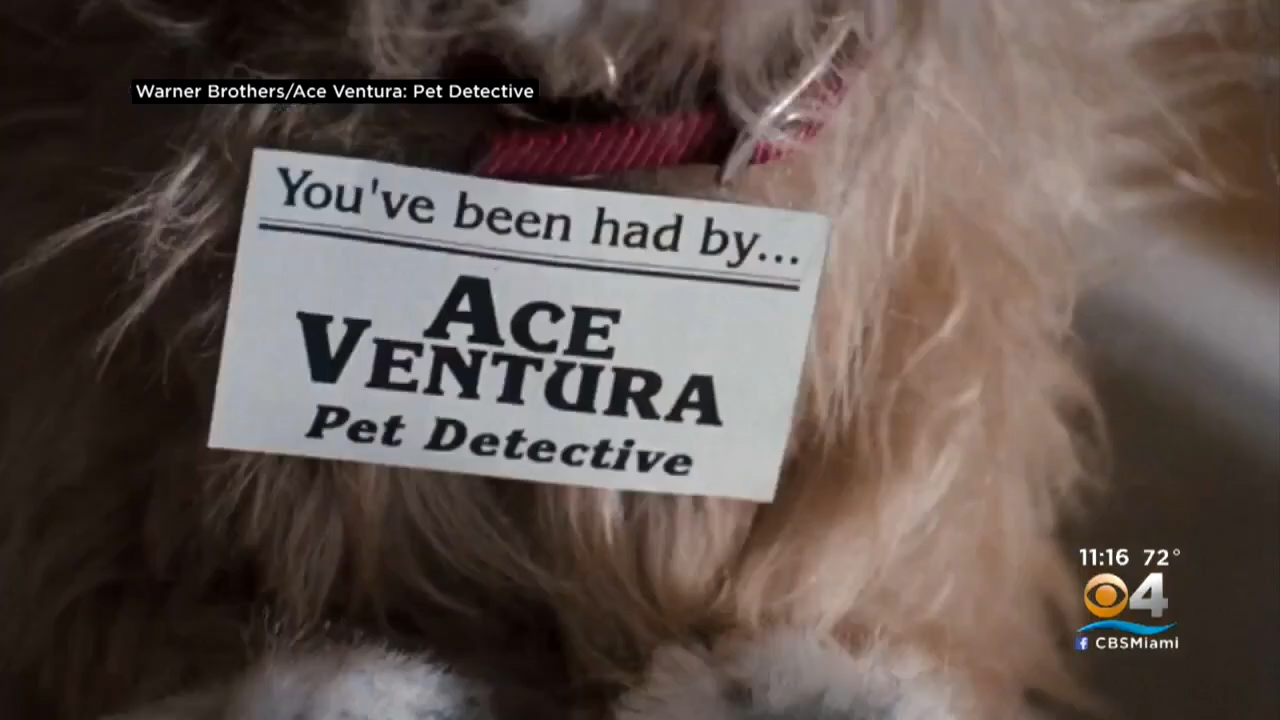 Warner Brothers/Ace Ventura: Pet Detective
You've been had by...
ACE
VENTURA
Pet Detective
11:16 72°
4
f CBSMiami